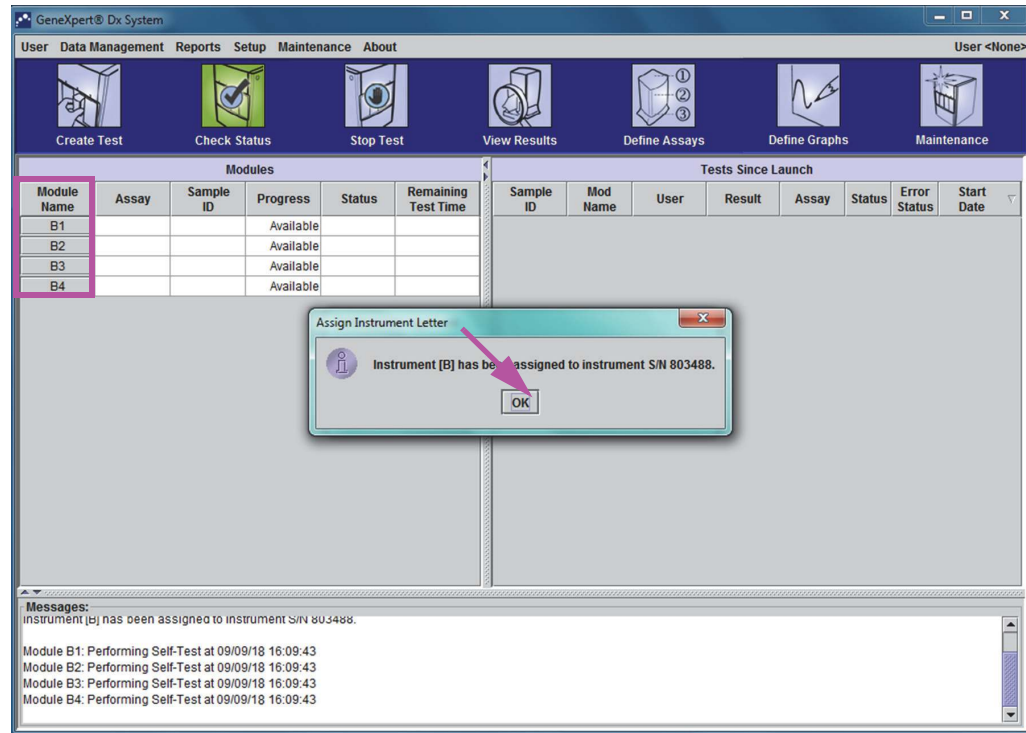 GeneXpert® Dx System
User Data Management Reports Setup Maintenance About User <None>
Create Test Check Status Stop Test View Results Define Assays Define Graphs Maintenance
Modules
Module Name Assay Sample ID Progress Status Remaining Test Time
B1 Available
B2 Available
B3 Available
B4 Available
Tests Since Launch
Sample ID Mod Name User Result Assay Status Error Status Start Date
Assign Instrument Letter
Instrument [B] has been assigned to instrument S/N 803488.
OK
Messages:
Instrument [B] has been assigned to instrument S/N 803488.
Module B1: Performing Self-Test at 09/09/18 16:09:43
Module B2: Performing Self-Test at 09/09/18 16:09:43
Module B3: Performing Self-Test at 09/09/18 16:09:43
Module B4: Performing Self-Test at 09/09/18 16:09:43